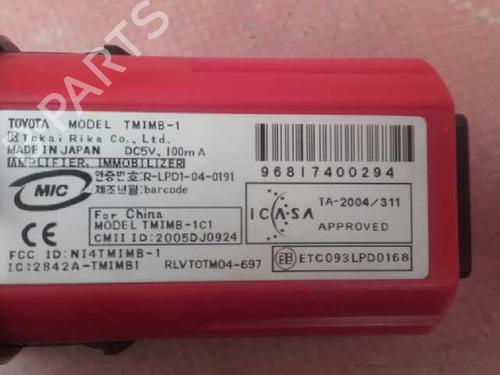 TOYOTA MODEL TMIMB-1
Tokai Rika Co., Ltd.
MADE IN JAPAN DC5V, 100mA
AMPLIFIER, IMMOBILIZER
MIC
인증번호:R-LPD1-04-0191
제조년월:barcode
96817400294
For China
MODEL TMIMB-1C1
CMII ID:2005DJ0924
ICASA
TA-2004/311
APPROVED
CE
FCC ID:NI4TMIMB-1
IC:2842A-TMIMB1
RLVTOTM04-697
ETC093LPD0168
B-PARTS